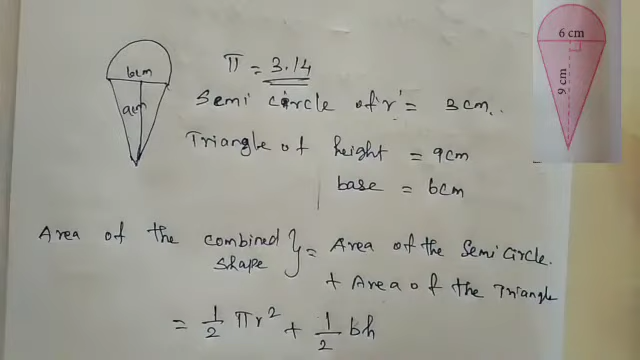 6cm
9cm
π = 3.14
Semi circle of 'r' = 3cm.
Triangle of height = 9cm
base = 6cm
Area of the combined shape } = Area of the Semi Circle.
+ Area of the Triangle
= 1/2 πr² + 1/2 bh
6 cm
9 cm